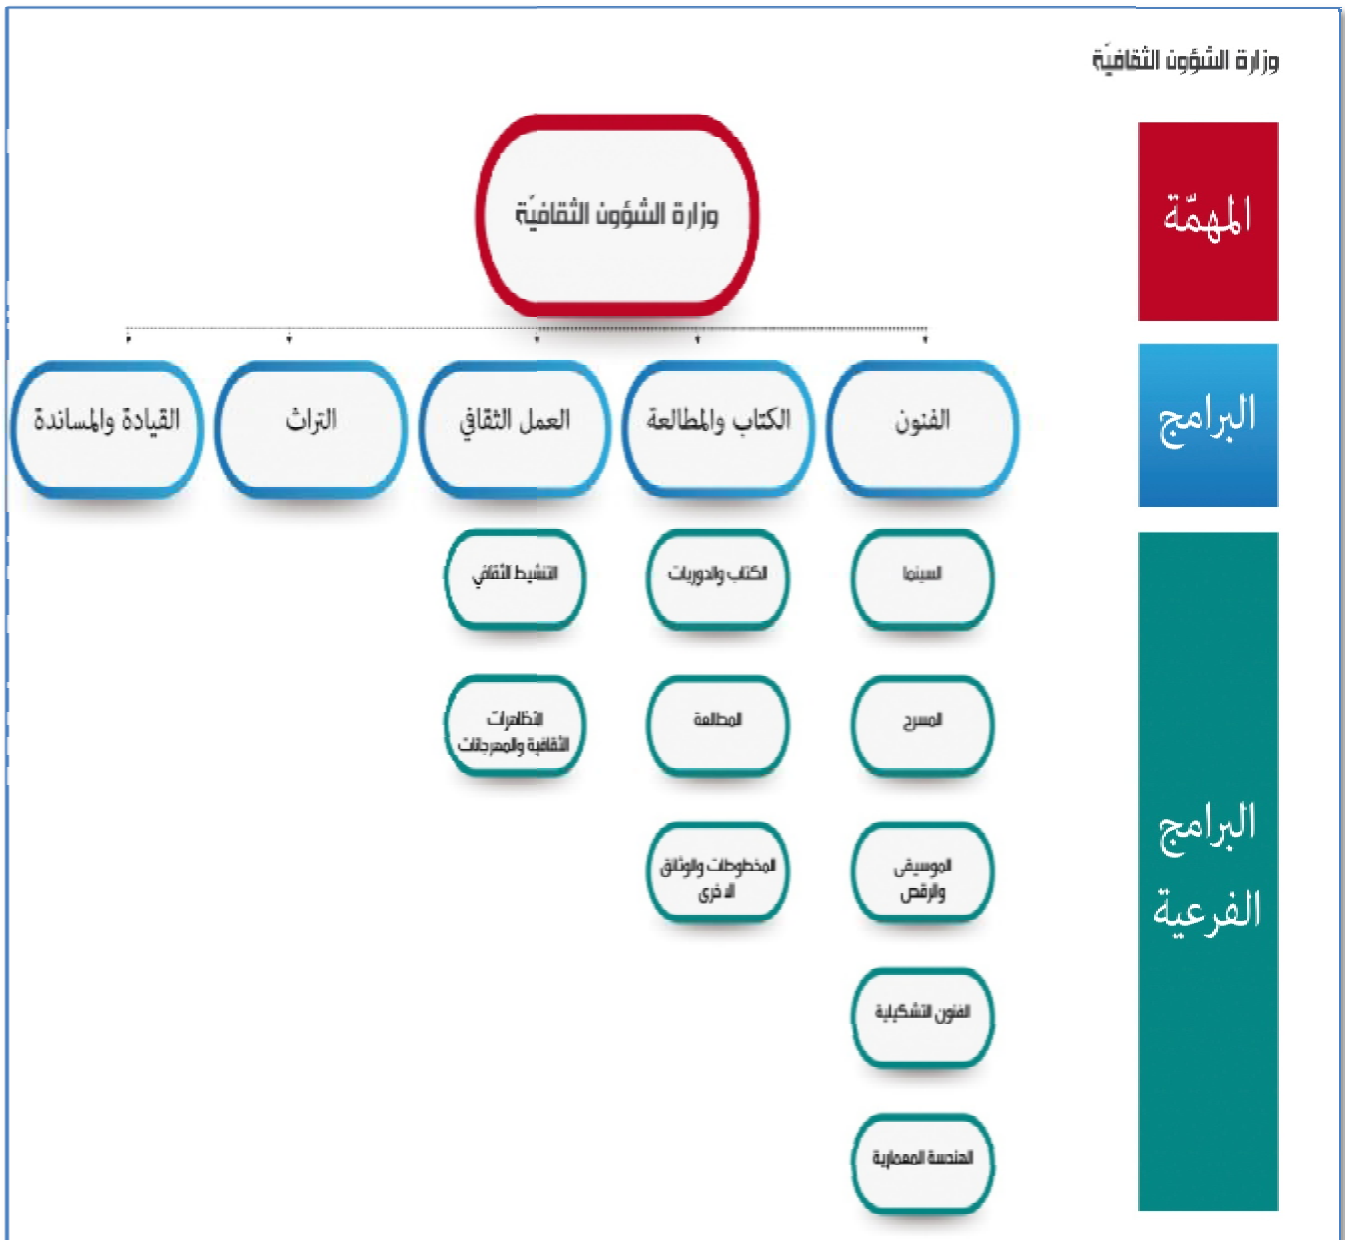 وزارة الشؤون الثقافيّة
المهمّة
وزارة الشؤون الثقافيّة
البرامج
الفنون
الكتاب والمطالعة
العمل الثقافي
التراث
القيادة والمساندة
البرامج
الفرعية
السينما
الكتاب والدوريات
التنشيط الثقافي
المسرح
المطالعة
التظاهرات
الثقافية والمهرجانات
الموسيقى
والرقص
المخطوطات والوثائق
الاخرى
الفنون التشكيلية
الهندسة المعمارية